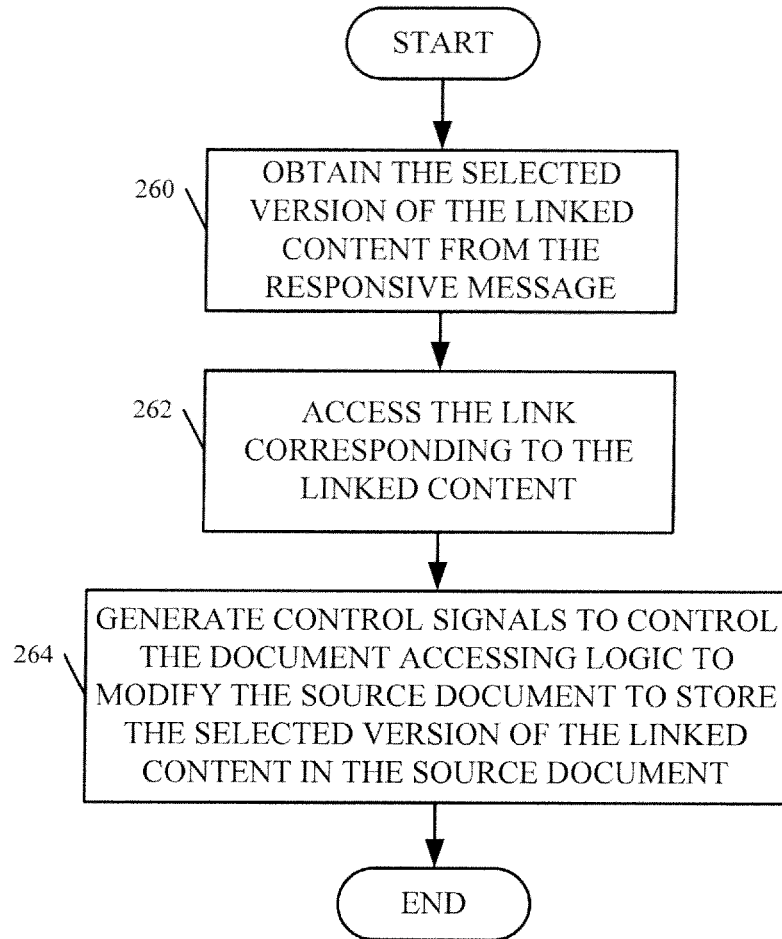 START
260
OBTAIN THE SELECTED
VERSION OF THE LINKED
CONTENT FROM THE
RESPONSIVE MESSAGE
262
ACCESS THE LINK
CORRESPONDING TO THE
LINKED CONTENT
264
GENERATE CONTROL SIGNALS TO CONTROL
THE DOCUMENT ACCESSING LOGIC TO
MODIFY THE SOURCE DOCUMENT TO STORE
THE SELECTED VERSION OF THE LINKED
CONTENT IN THE SOURCE DOCUMENT
END